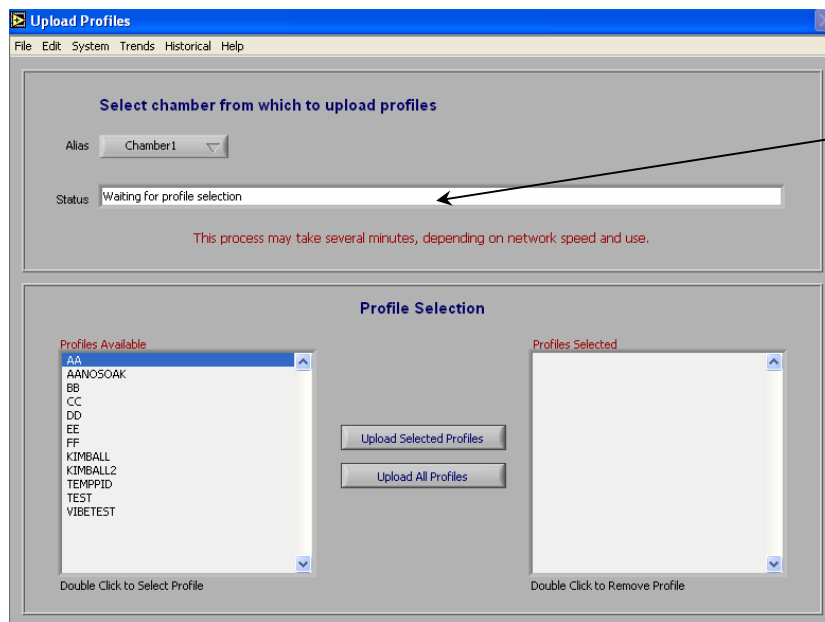 Upload Profiles
File Edit System Trends Historical Help
Select chamber from which to upload profiles
Alias Chamber1
Status Waiting for profile selection
This process may take several minutes, depending on network speed and use.
Profile Selection
Profiles Available
AA
AANOSOAK
BB
CC
DD
EE
FF
KIMBALL
KIMBALL2
TEMPPID
TEST
VIBETEST
Double Click to Select Profile
Upload Selected Profiles
Upload All Profiles
Profiles Selected
Double Click to Remove Profile